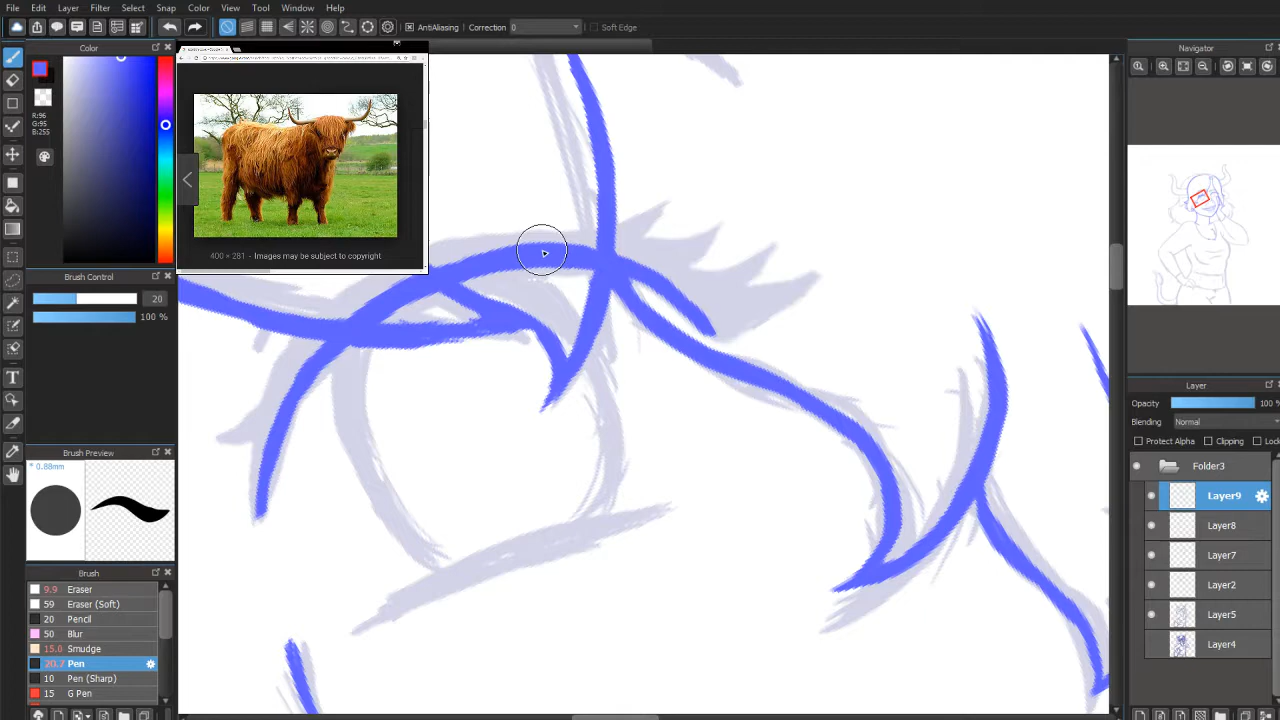 File Edit Layer Filter Select Snap Color View Tool Window Help
AntiAliasing Correction 0 Soft Edge
Color
R:96
G:96
B:255
Brush Control
20
100 %
Brush Preview
* 0.88mm
Brush
9.9 Eraser
59 Eraser (Soft)
20 Pencil
50 Blur
15.0 Smudge
20.7 Pen
10 Pen (Sharp)
15 G Pen
400 × 281 - Images may be subject to copyright
Navigator
Layer
Opacity 100 %
Blending Normal
Protect Alpha Clipping Lock
Folder3
Layer9
Layer8
Layer7
Layer2
Layer5
Layer4